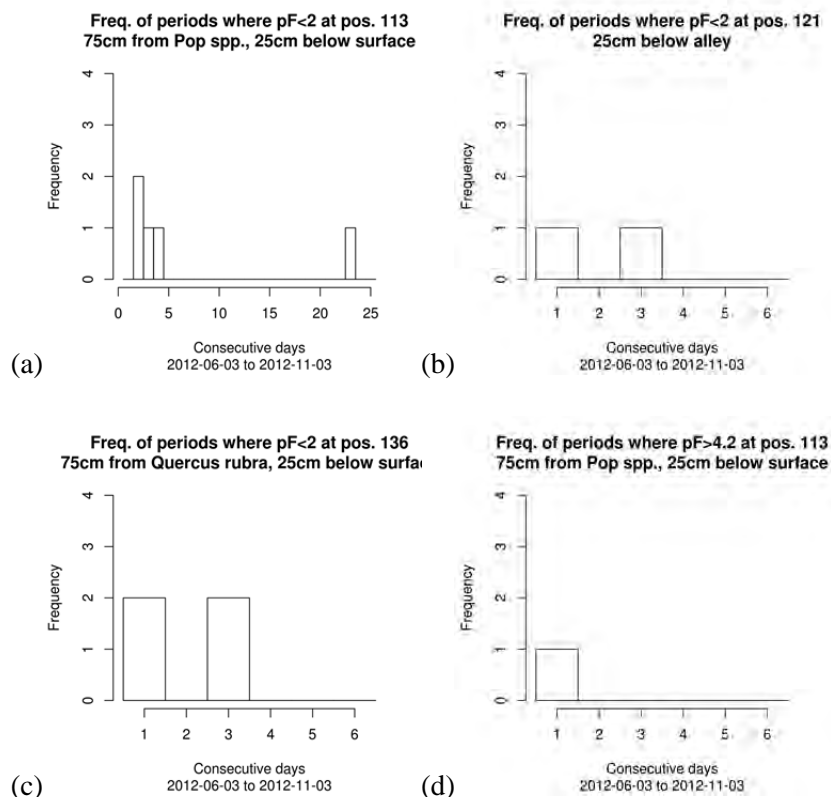 Freq. of periods where pF<2 at pos. 113
75cm from Pop spp., 25cm below surface
4
3
2
1
0
Frequency
0 5 10 15 20 25
Consecutive days
2012-06-03 to 2012-11-03
(a)
Freq. of periods where pF<2 at pos. 121
25cm below alley
4
3
2
1
0
Frequency
1 2 3 4 5 6
Consecutive days
2012-06-03 to 2012-11-03
(b)
Freq. of periods where pF<2 at pos. 136
75cm from Quercus rubra, 25cm below surfa
4
3
2
1
0
Frequency
1 2 3 4 5 6
Consecutive days
2012-06-03 to 2012-11-03
(c)
Freq. of periods where pF>4.2 at pos. 113
75cm from Pop spp., 25cm below surface
4
3
2
1
0
Frequency
1 2 3 4 5 6
Consecutive days
2012-06-03 to 2012-11-03
(d)